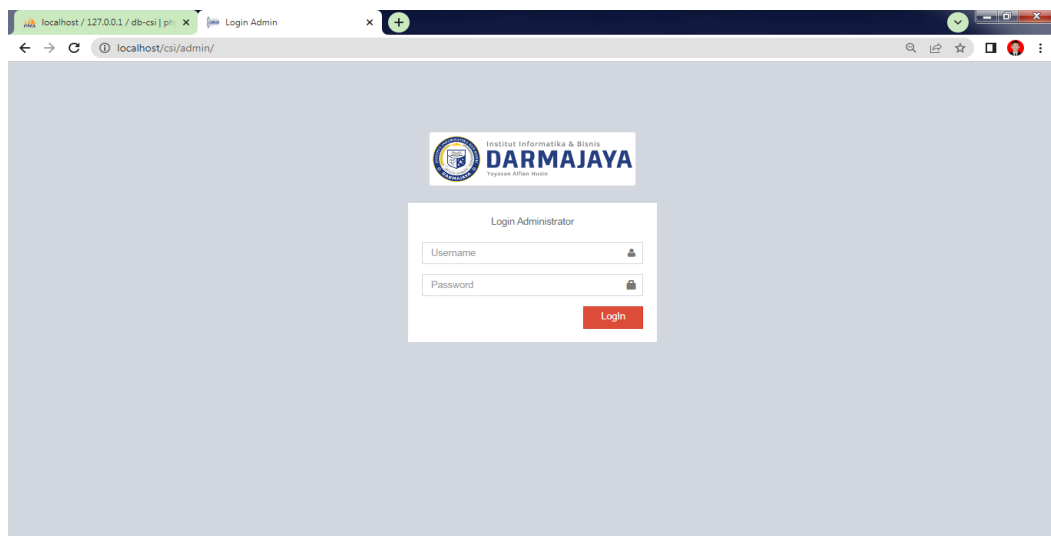 localhost / 127.0.0.1 / db-csi | ph
Login Admin
localhost/csi/admin/
Institut Informatika & Bisnis
DARMAJAYA
Yayasan Alfian Husin
Login Administrator
Username
Password
LogIn